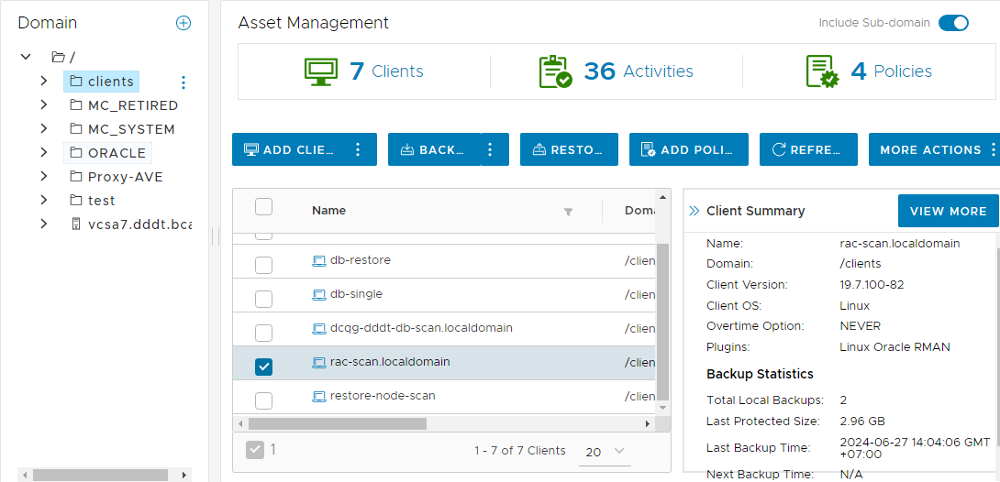 Domain
/
clients
MC_RETIRED
MC_SYSTEM
ORACLE
Proxy-AVE
test
vcsa7.dddt.bca
Asset Management
Include Sub-domain
7 Clients
36 Activities
4 Policies
ADD CLIE...
BACK...
RESTO...
ADD POLI...
REFRE...
MORE ACTIONS
Name Doma
db-restore /clien
db-single /clien
dcqg-dddt-db-scan.localdomain /clien
rac-scan.localdomain /clien
restore-node-scan /clien
1
1 - 7 of 7 Clients 20
Client Summary
VIEW MORE
Name: rac-scan.localdomain
Domain: /clients
Client Version: 19.7.100-82
Client OS: Linux
Overtime Option: NEVER
Plugins: Linux Oracle RMAN
Backup Statistics
Total Local Backups: 2
Last Protected Size: 2.96 GB
Last Backup Time: 2024-06-27 14:04:06 GMT
+07:00
Next Backup Time: N/A